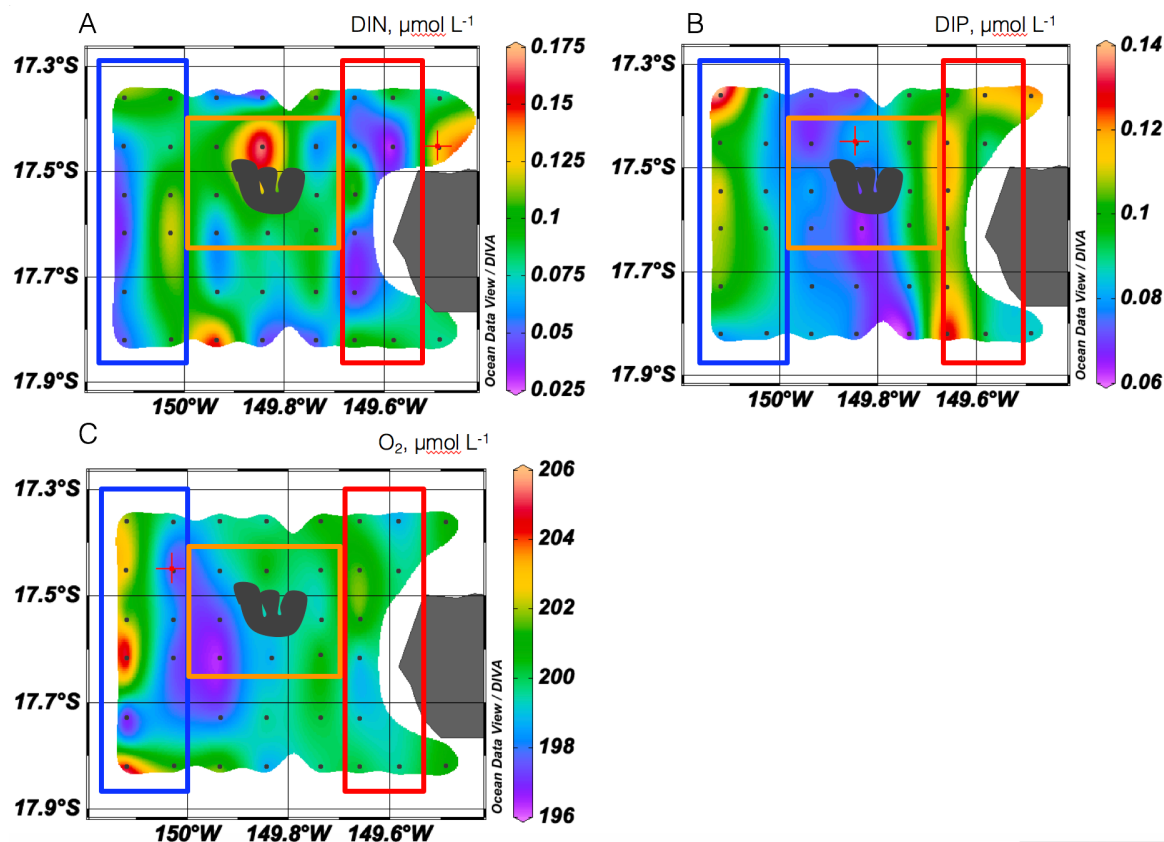 A
DIN, µmol L-1
17.3°S
17.5°S
17.7°S
17.9°S
150°W
149.8°W
149.6°W
Ocean Data View / DIVA
0.175
0.15
0.125
0.1
0.075
0.05
0.025
B
DIP, µmol L-1
17.3°S
17.5°S
17.7°S
17.9°S
150°W
149.8°W
149.6°W
Ocean Data View / DIVA
0.14
0.12
0.1
0.08
0.06
C
O2, µmol L-1
17.3°S
17.5°S
17.7°S
17.9°S
150°W
149.8°W
149.6°W
Ocean Data View / DIVA
206
204
202
200
198
196